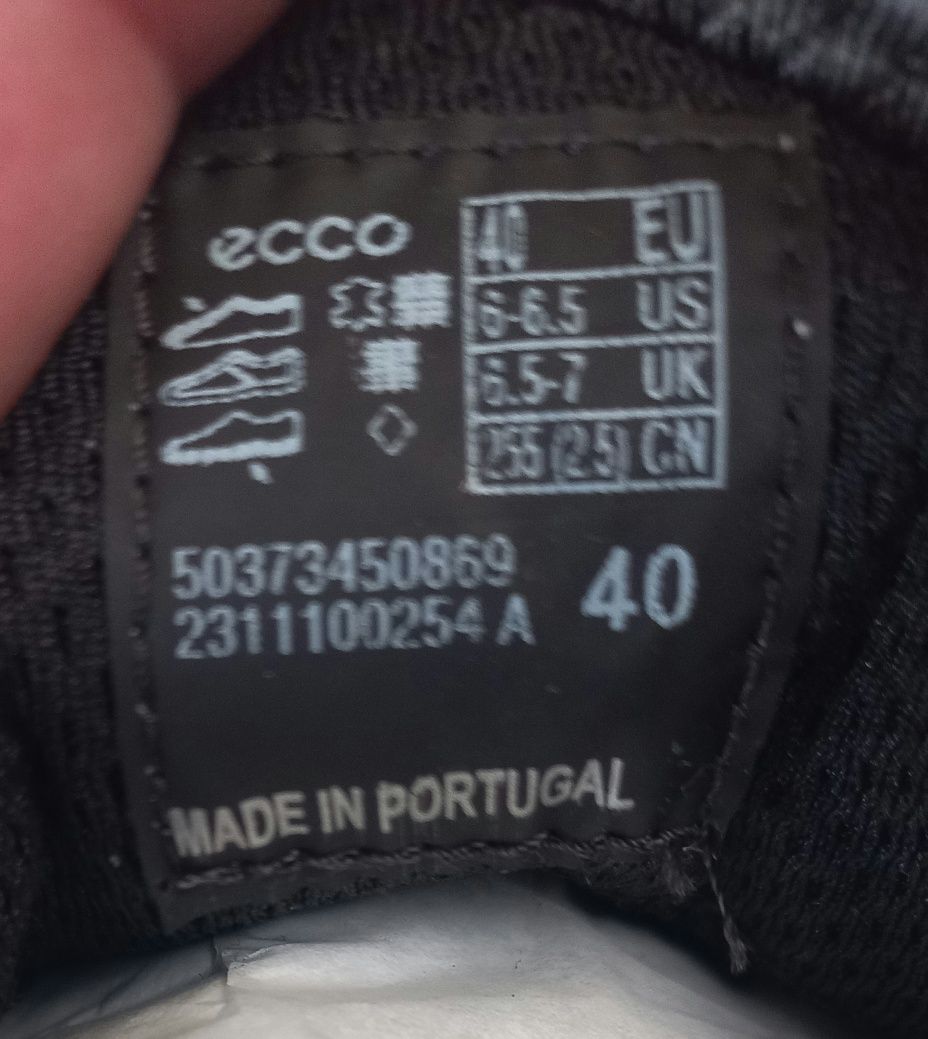 ecco
40 EU
6-6.5 US
6.5-7 UK
255 (2.5) CN
50373450869
2311100254 A
40
MADE IN PORTUGAL